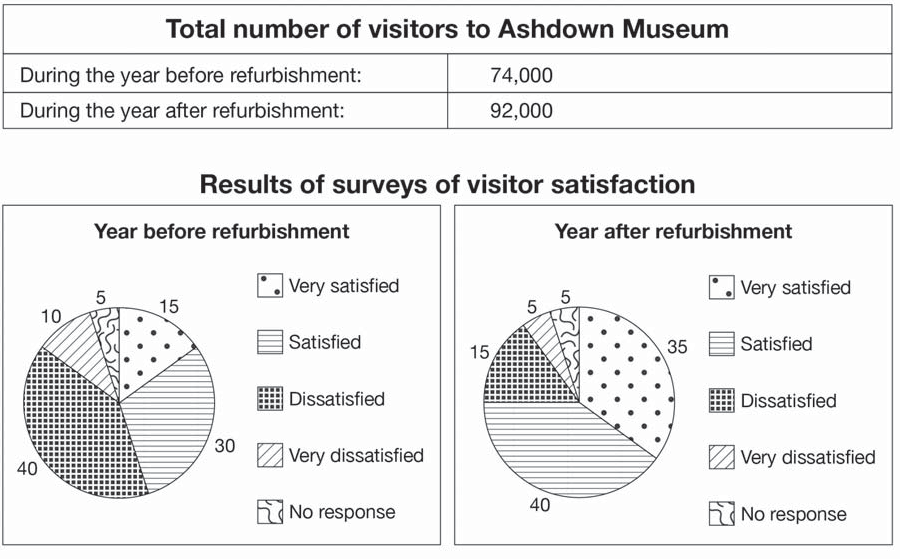 Total number of visitors to Ashdown Museum
During the year before refurbishment: 74,000
During the year after refurbishment: 92,000
Results of surveys of visitor satisfaction
Year before refurbishment
5
10
15
40
30
Very satisfied
Satisfied
Dissatisfied
Very dissatisfied
No response
Year after refurbishment
5
5
15
35
40
Very satisfied
Satisfied
Dissatisfied
Very dissatisfied
No response